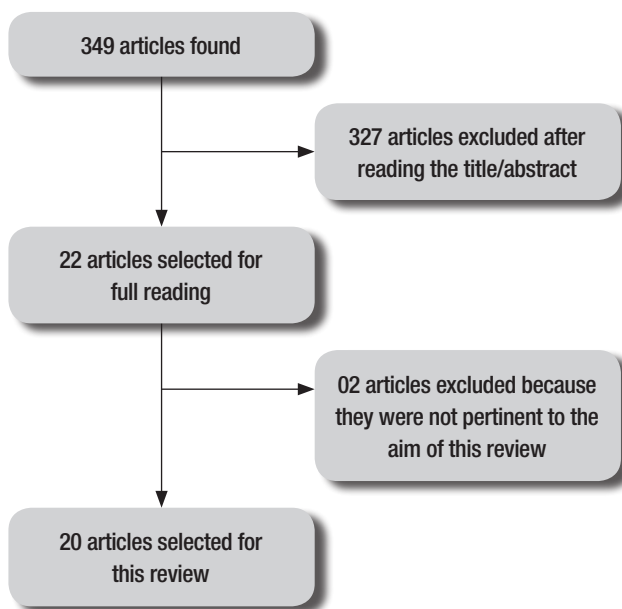 349 articles found
327 articles excluded after
reading the title/abstract
22 articles selected for
full reading
02 articles excluded because
they were not pertinent to the
aim of this review
20 articles selected for
this review